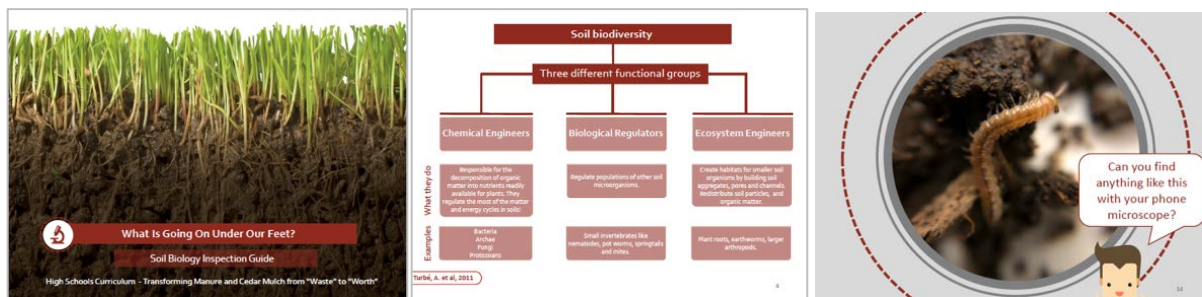 What Is Going On Under Our Feet?
Soil Biology Inspection Guide
High Schools Curriculum - Transforming Manure and Cedar Mulch from "Waste" to "Worth"
Soil biodiversity
Three different functional groups
Chemical Engineers
Biological Regulators
Ecosystem Engineers
What they do
Responsible for the
decomposition of organic
matter into nutrients readily
available for plants. They
regulate the most of the matter
and energy cycles in soils!
Regulate populations of other soil
microorganisms.
Create habitats for smaller soil
organisms by building soil
aggregates, pores and channels.
Redistribute soil particles, and
organic matter.
Examples
Bacteria
Archae
Fungi
Protozoans
Small invertebrates like
nematodes, pot worms, springtails
and mites.
Plant roots, earthworms, larger
arthropods.
Turbé, A. et al, 2011
Can you find
anything like this
with your phone
microscope?